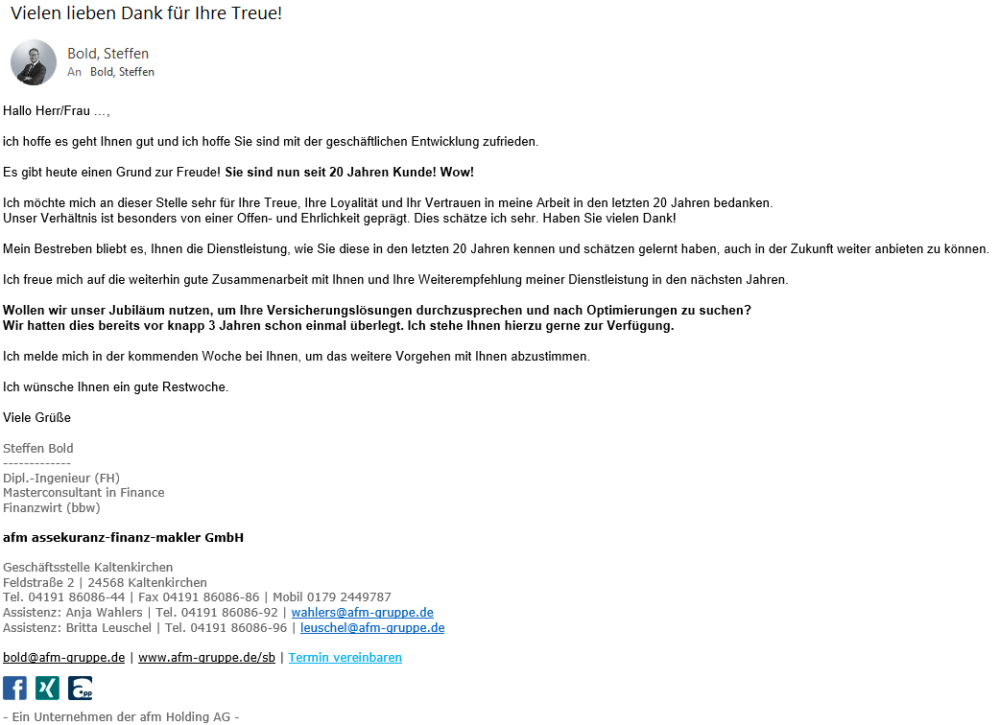 Vielen lieben Dank für Ihre Treue!
Bold, Steffen
An Bold, Steffen
Hallo Herr/Frau …,
ich hoffe es geht Ihnen gut und ich hoffe Sie sind mit der geschäftlichen Entwicklung zufrieden.
Es gibt heute einen Grund zur Freude! Sie sind nun seit 20 Jahren Kunde! Wow!
Ich möchte mich an dieser Stelle sehr für Ihre Treue, Ihre Loyalität und Ihr Vertrauen in meine Arbeit in den letzten 20 Jahren bedanken.
Unser Verhältnis ist besonders von einer Offen- und Ehrlichkeit geprägt. Dies schätze ich sehr. Haben Sie vielen Dank!
Mein Bestreben bliebt es, Ihnen die Dienstleistung, wie Sie diese in den letzten 20 Jahren kennen und schätzen gelernt haben, auch in der Zukunft weiter anbieten zu können.
Ich freue mich auf die weiterhin gute Zusammenarbeit mit Ihnen und Ihre Weiterempfehlung meiner Dienstleistung in den nächsten Jahren.
Wollen wir unser Jubiläum nutzen, um Ihre Versicherungslösungen durchzusprechen und nach Optimierungen zu suchen?
Wir hatten dies bereits vor knapp 3 Jahren schon einmal überlegt. Ich stehe Ihnen hierzu gerne zur Verfügung.
Ich melde mich in der kommenden Woche bei Ihnen, um das weitere Vorgehen mit Ihnen abzustimmen.
Ich wünsche Ihnen ein gute Restwoche.
Viele Grüße
Steffen Bold
-------------
Dipl.-Ingenieur (FH)
Masterconsultant in Finance
Finanzwirt (bbw)
afm assekuranz-finanz-makler GmbH
Geschäftsstelle Kaltenkirchen
Feldstraße 2 | 24568 Kaltenkirchen
Tel. 04191 86086-44 | Fax 04191 86086-86 | Mobil 0179 2449787
Assistenz: Anja Wahlers | Tel. 04191 86086-92 | wahlers@afm-gruppe.de
Assistenz: Britta Leuschel | Tel. 04191 86086-96 | leuschel@afm-gruppe.de
bold@afm-gruppe.de | www.afm-gruppe.de/sb | Termin vereinbaren
f X a.pp
- Ein Unternehmen der afm Holding AG -